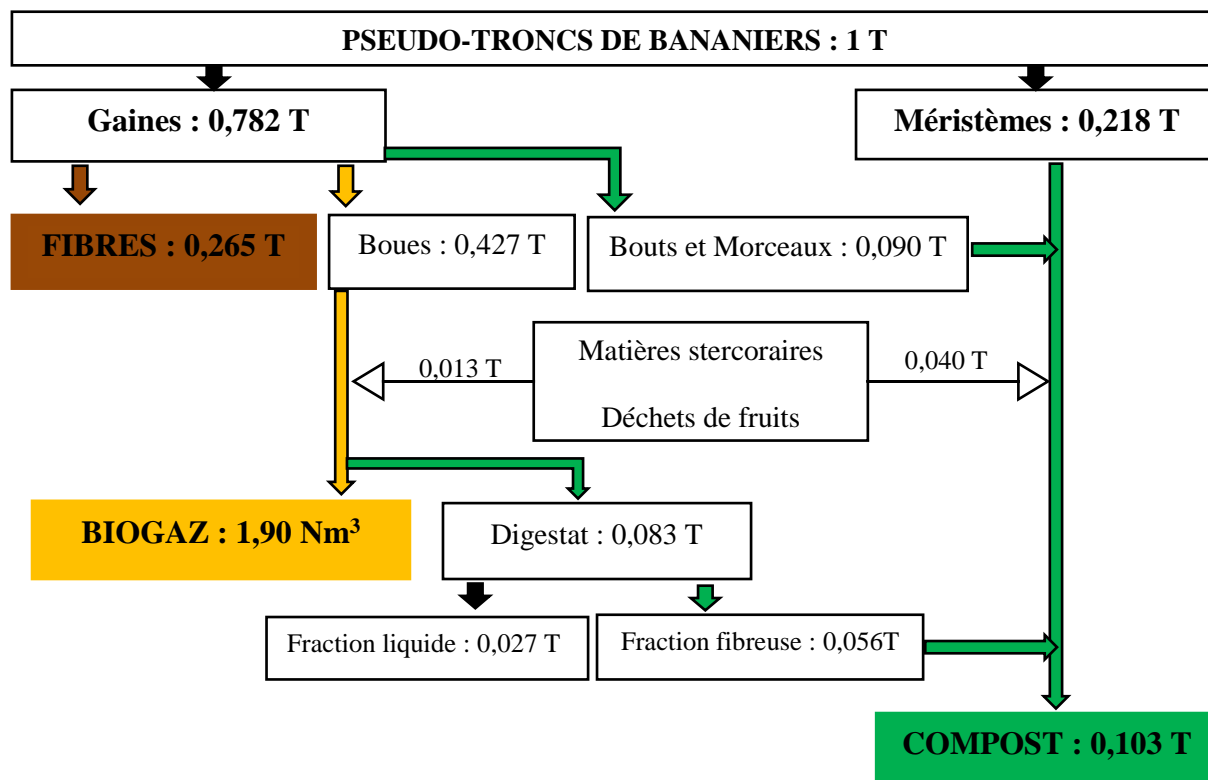 PSEUDO-TRONCS DE BANANIERS : 1 T
Gaines : 0,782 T
Méristèmes : 0,218 T
FIBRES : 0,265 T
Boues : 0,427 T
Bouts et Morceaux : 0,090 T
Matières stercoraires
0,013 T
0,040 T
Déchets de fruits
BIOGAZ : 1,90 Nm³
Digestat : 0,083 T
Fraction liquide : 0,027 T
Fraction fibreuse : 0,056T
COMPOST : 0,103 T